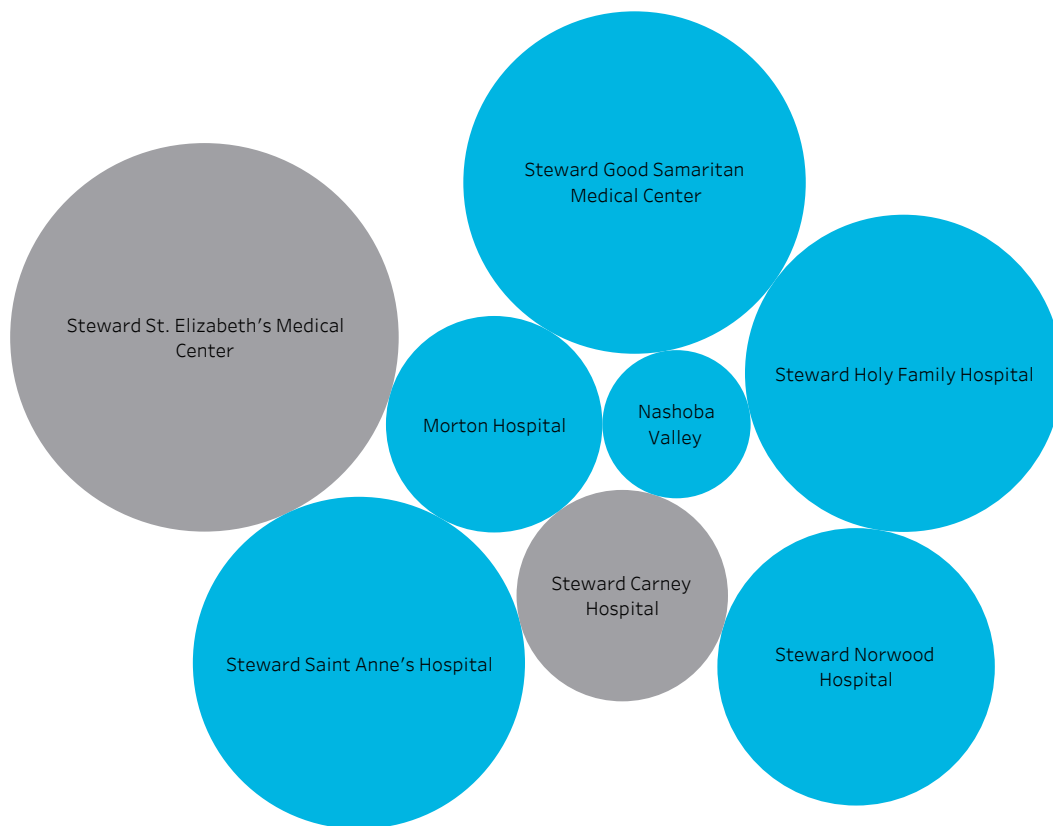 Steward Good Samaritan
Medical Center
Steward St. Elizabeth's Medical
Center
Steward Holy Family Hospital
Morton Hospital
Nashoba
Valley
Steward Carney
Hospital
Steward Saint Anne's Hospital
Steward Norwood
Hospital